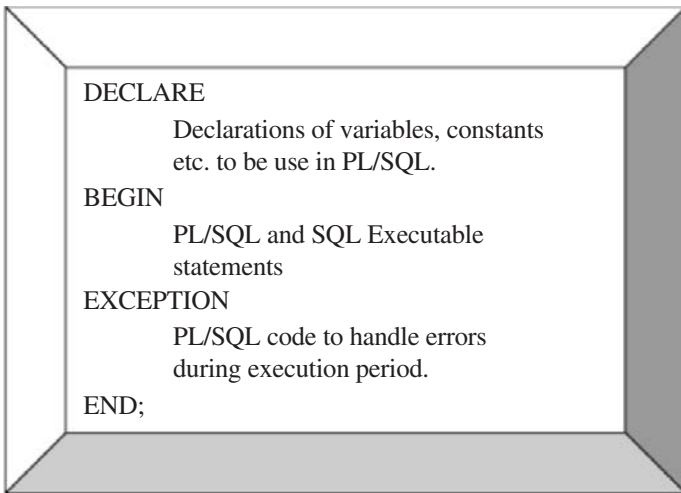 DECLARE
Declarations of variables, constants
etc. to be use in PL/SQL.
BEGIN
PL/SQL and SQL Executable
statements
EXCEPTION
PL/SQL code to handle errors
during execution period.
END;